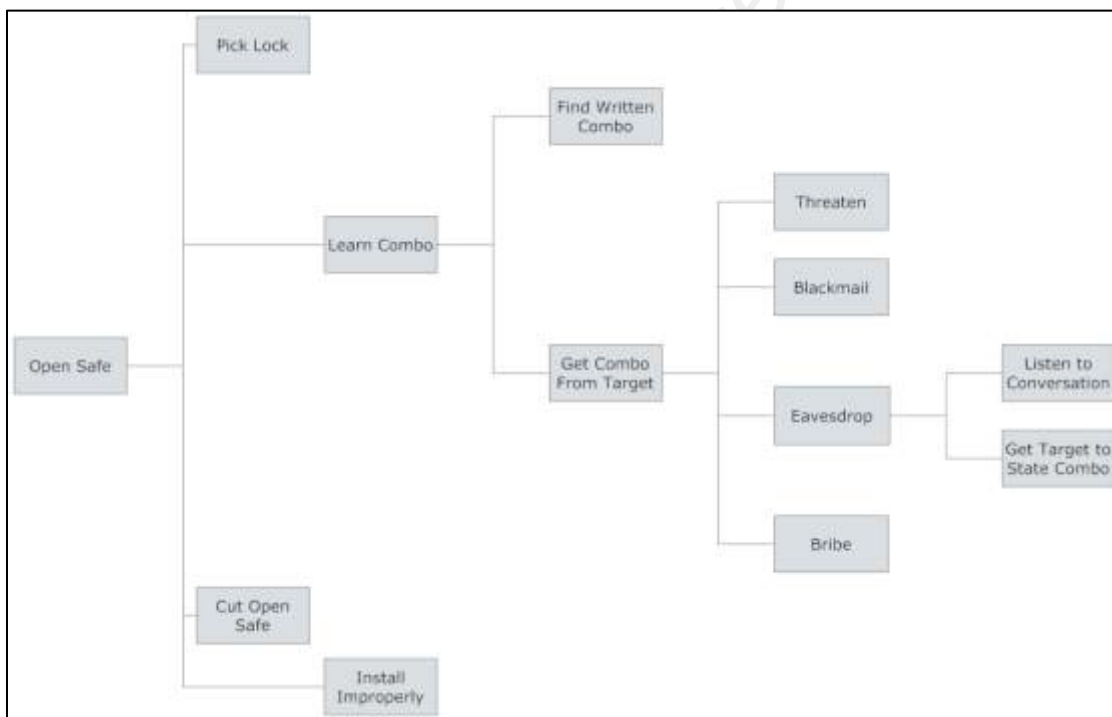 Pick Lock
Find Written
Combo
Threaten
Learn Combo
Blackmail
Open Safe
Get Combo
From Target
Listen to
Conversation
Eavesdrop
Get Target to
State Combo
Bribe
Cut Open
Safe
Install
Improperly